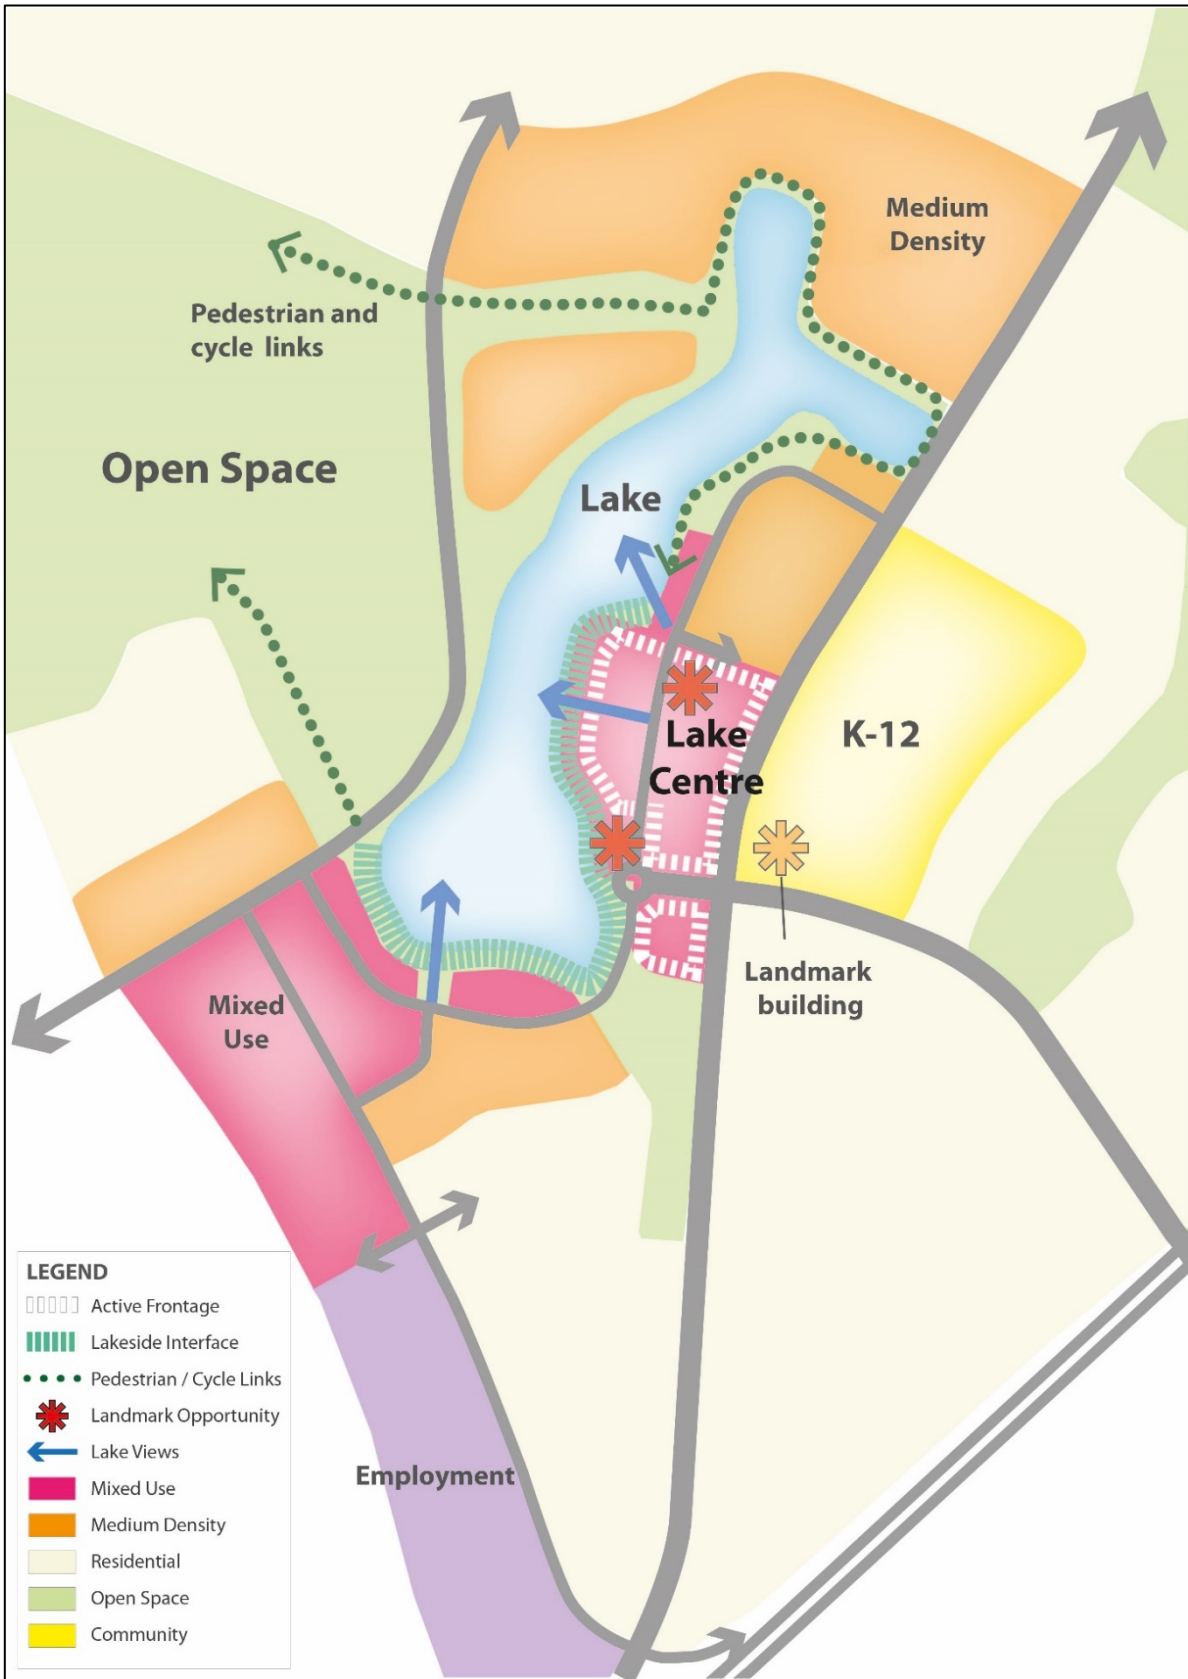 Medium
Density
Pedestrian and
cycle links
Open Space
Lake
Lake
Centre
K-12
Landmark
building
Mixed
Use
Employment
LEGEND
Active Frontage
Lakeside Interface
Pedestrian / Cycle Links
Landmark Opportunity
Lake Views
Mixed Use
Medium Density
Residential
Open Space
Community